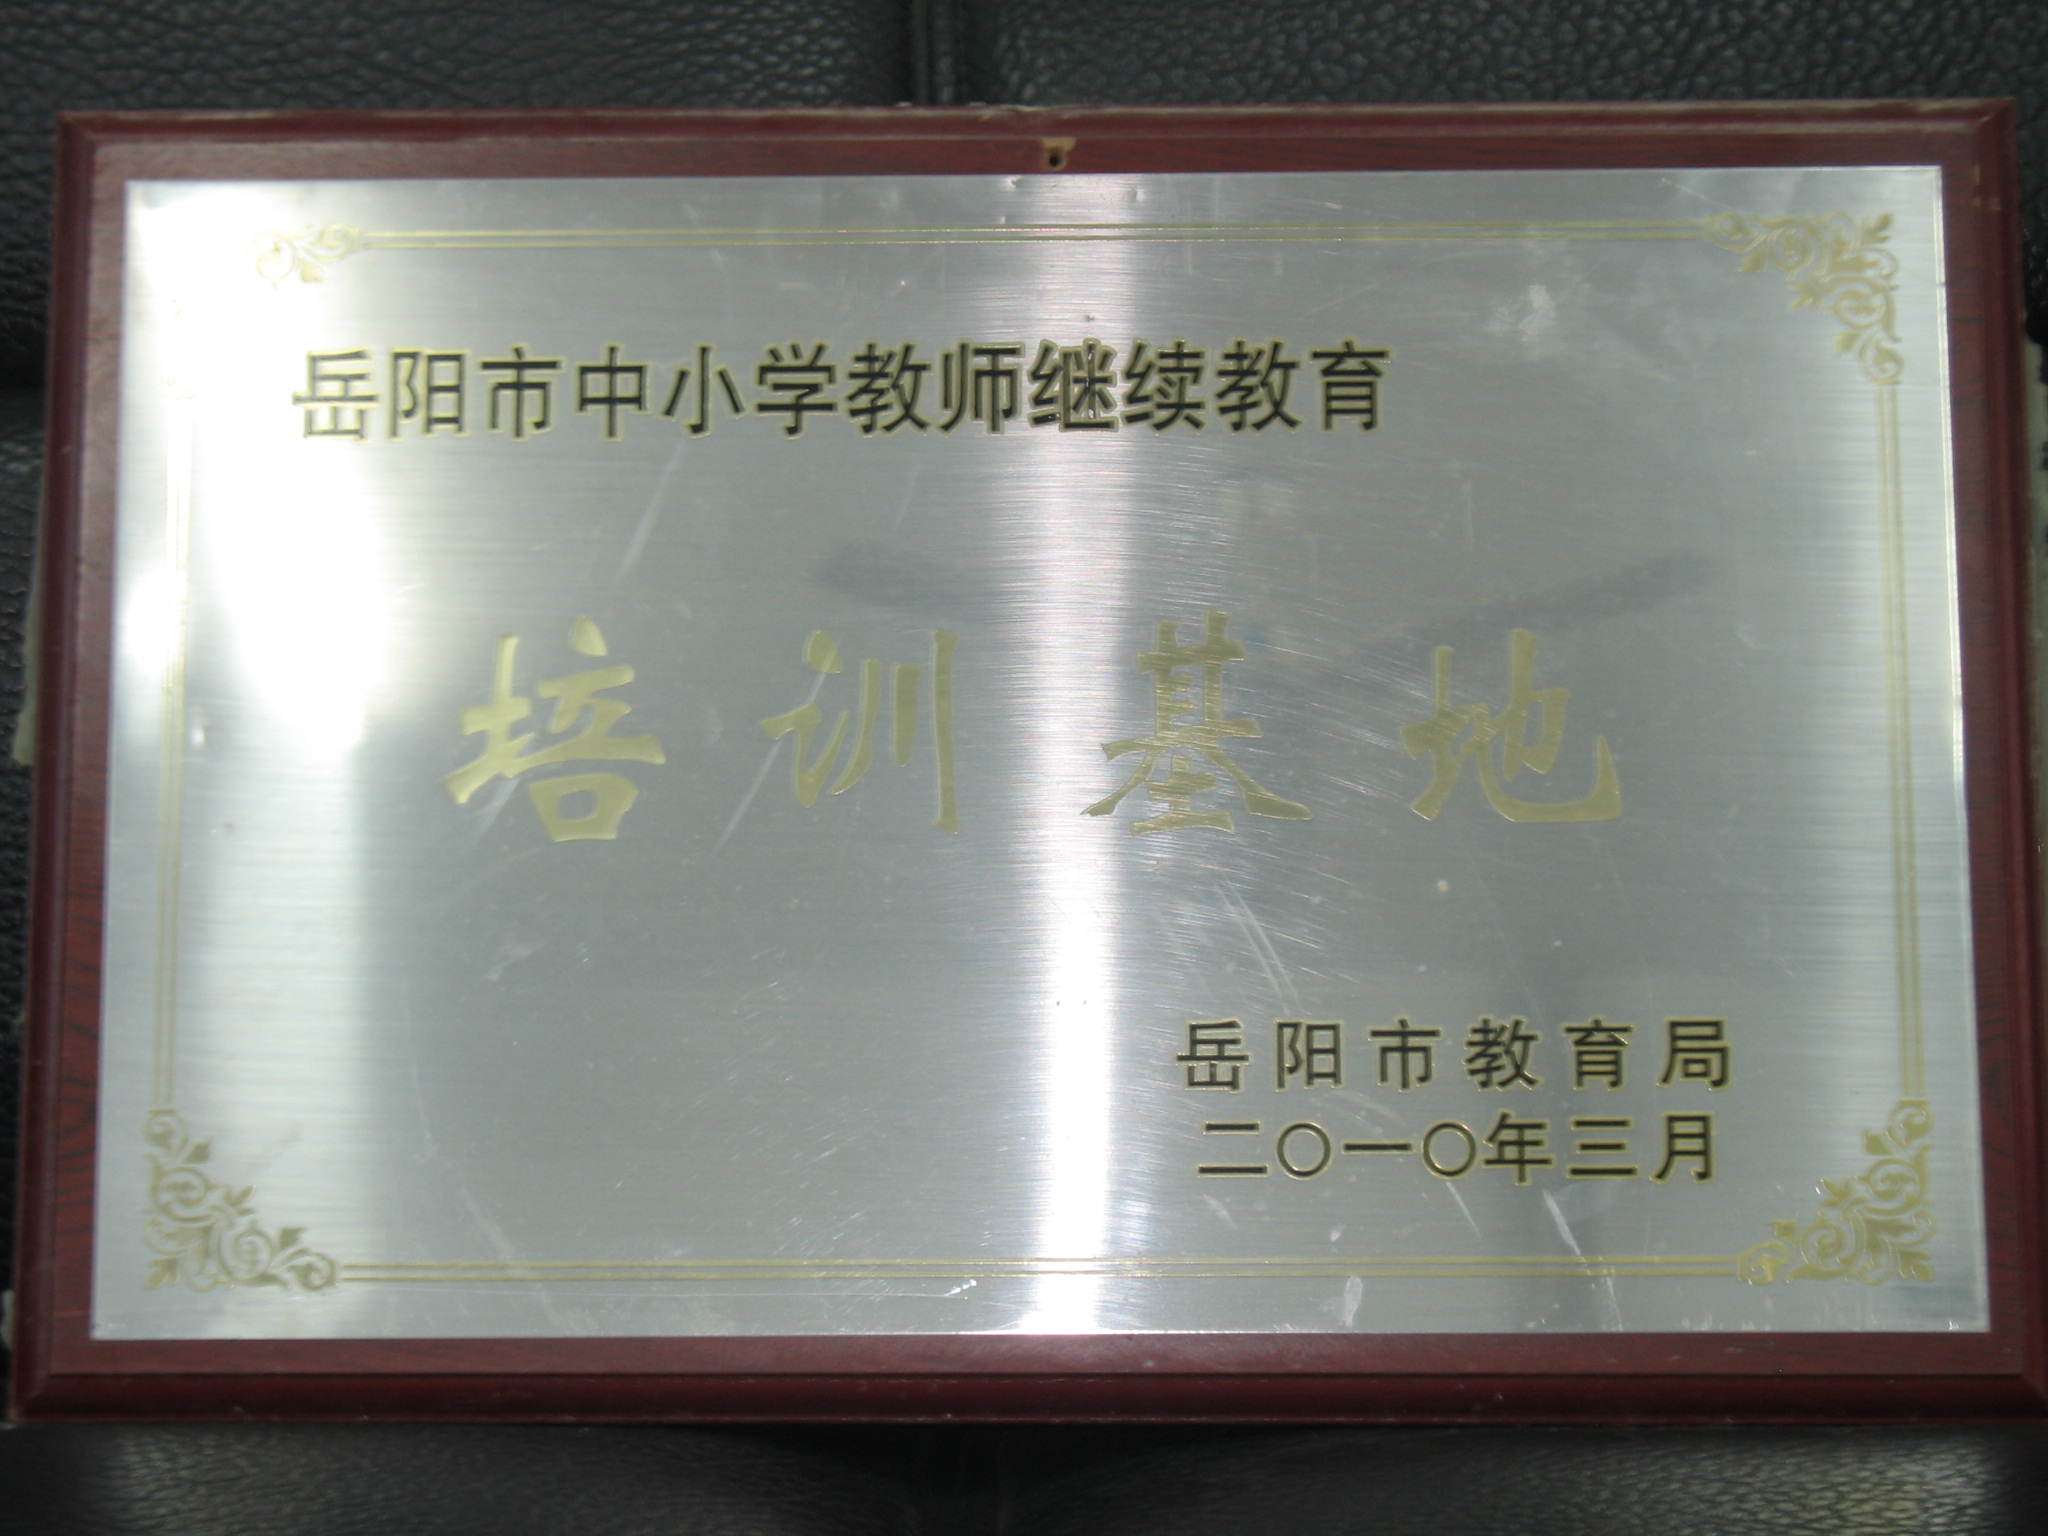 岳阳市中小学教师继续教育
培训基地
岳阳市教育局
二〇一〇年三月